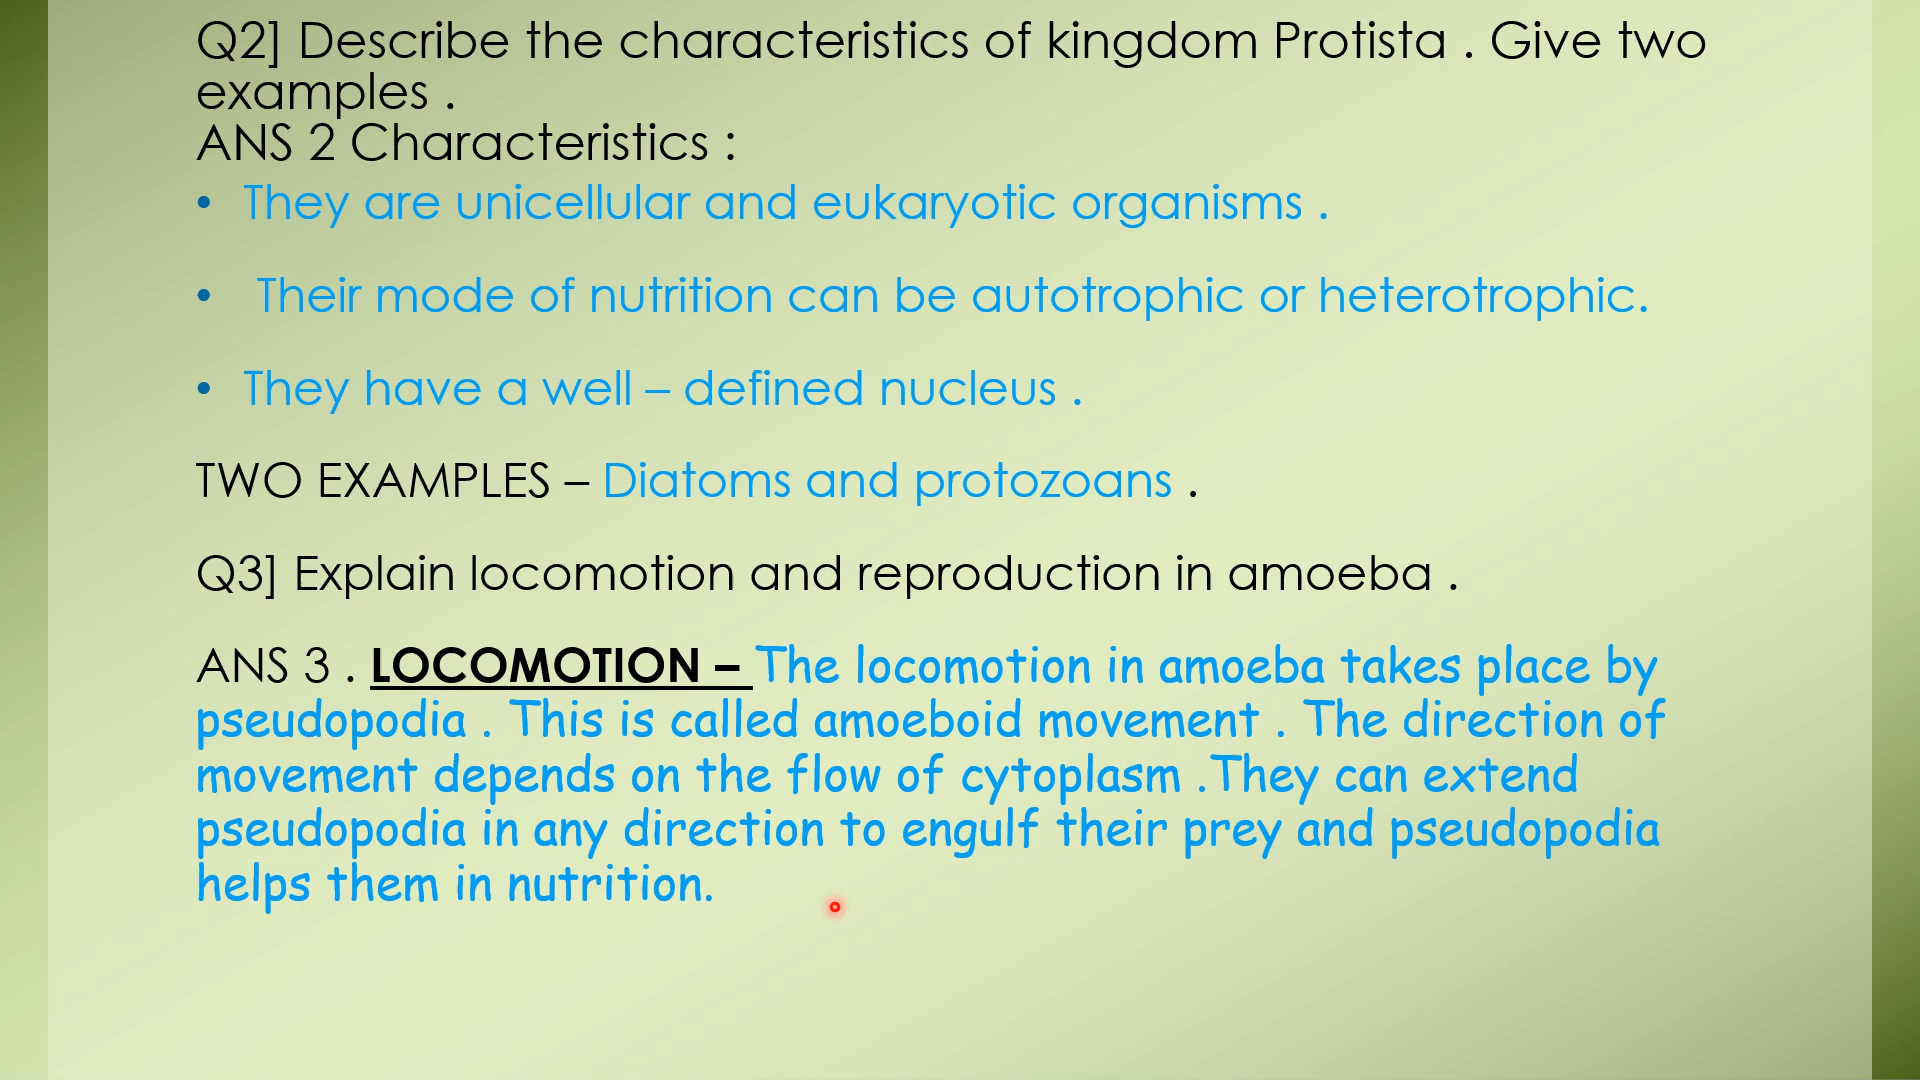 Q2] Describe the characteristics of kingdom Protista . Give two
examples .
ANS 2 Characteristics :
• They are unicellular and eukaryotic organisms .
• Their mode of nutrition can be autotrophic or heterotrophic.
• They have a well – defined nucleus .
TWO EXAMPLES – Diatoms and protozoans .
Q3] Explain locomotion and reproduction in amoeba .
ANS 3 . LOCOMOTION – The locomotion in amoeba takes place by
pseudopodia . This is called amoeboid movement . The direction of
movement depends on the flow of cytoplasm .They can extend
pseudopodia in any direction to engulf their prey and pseudopodia
helps them in nutrition.